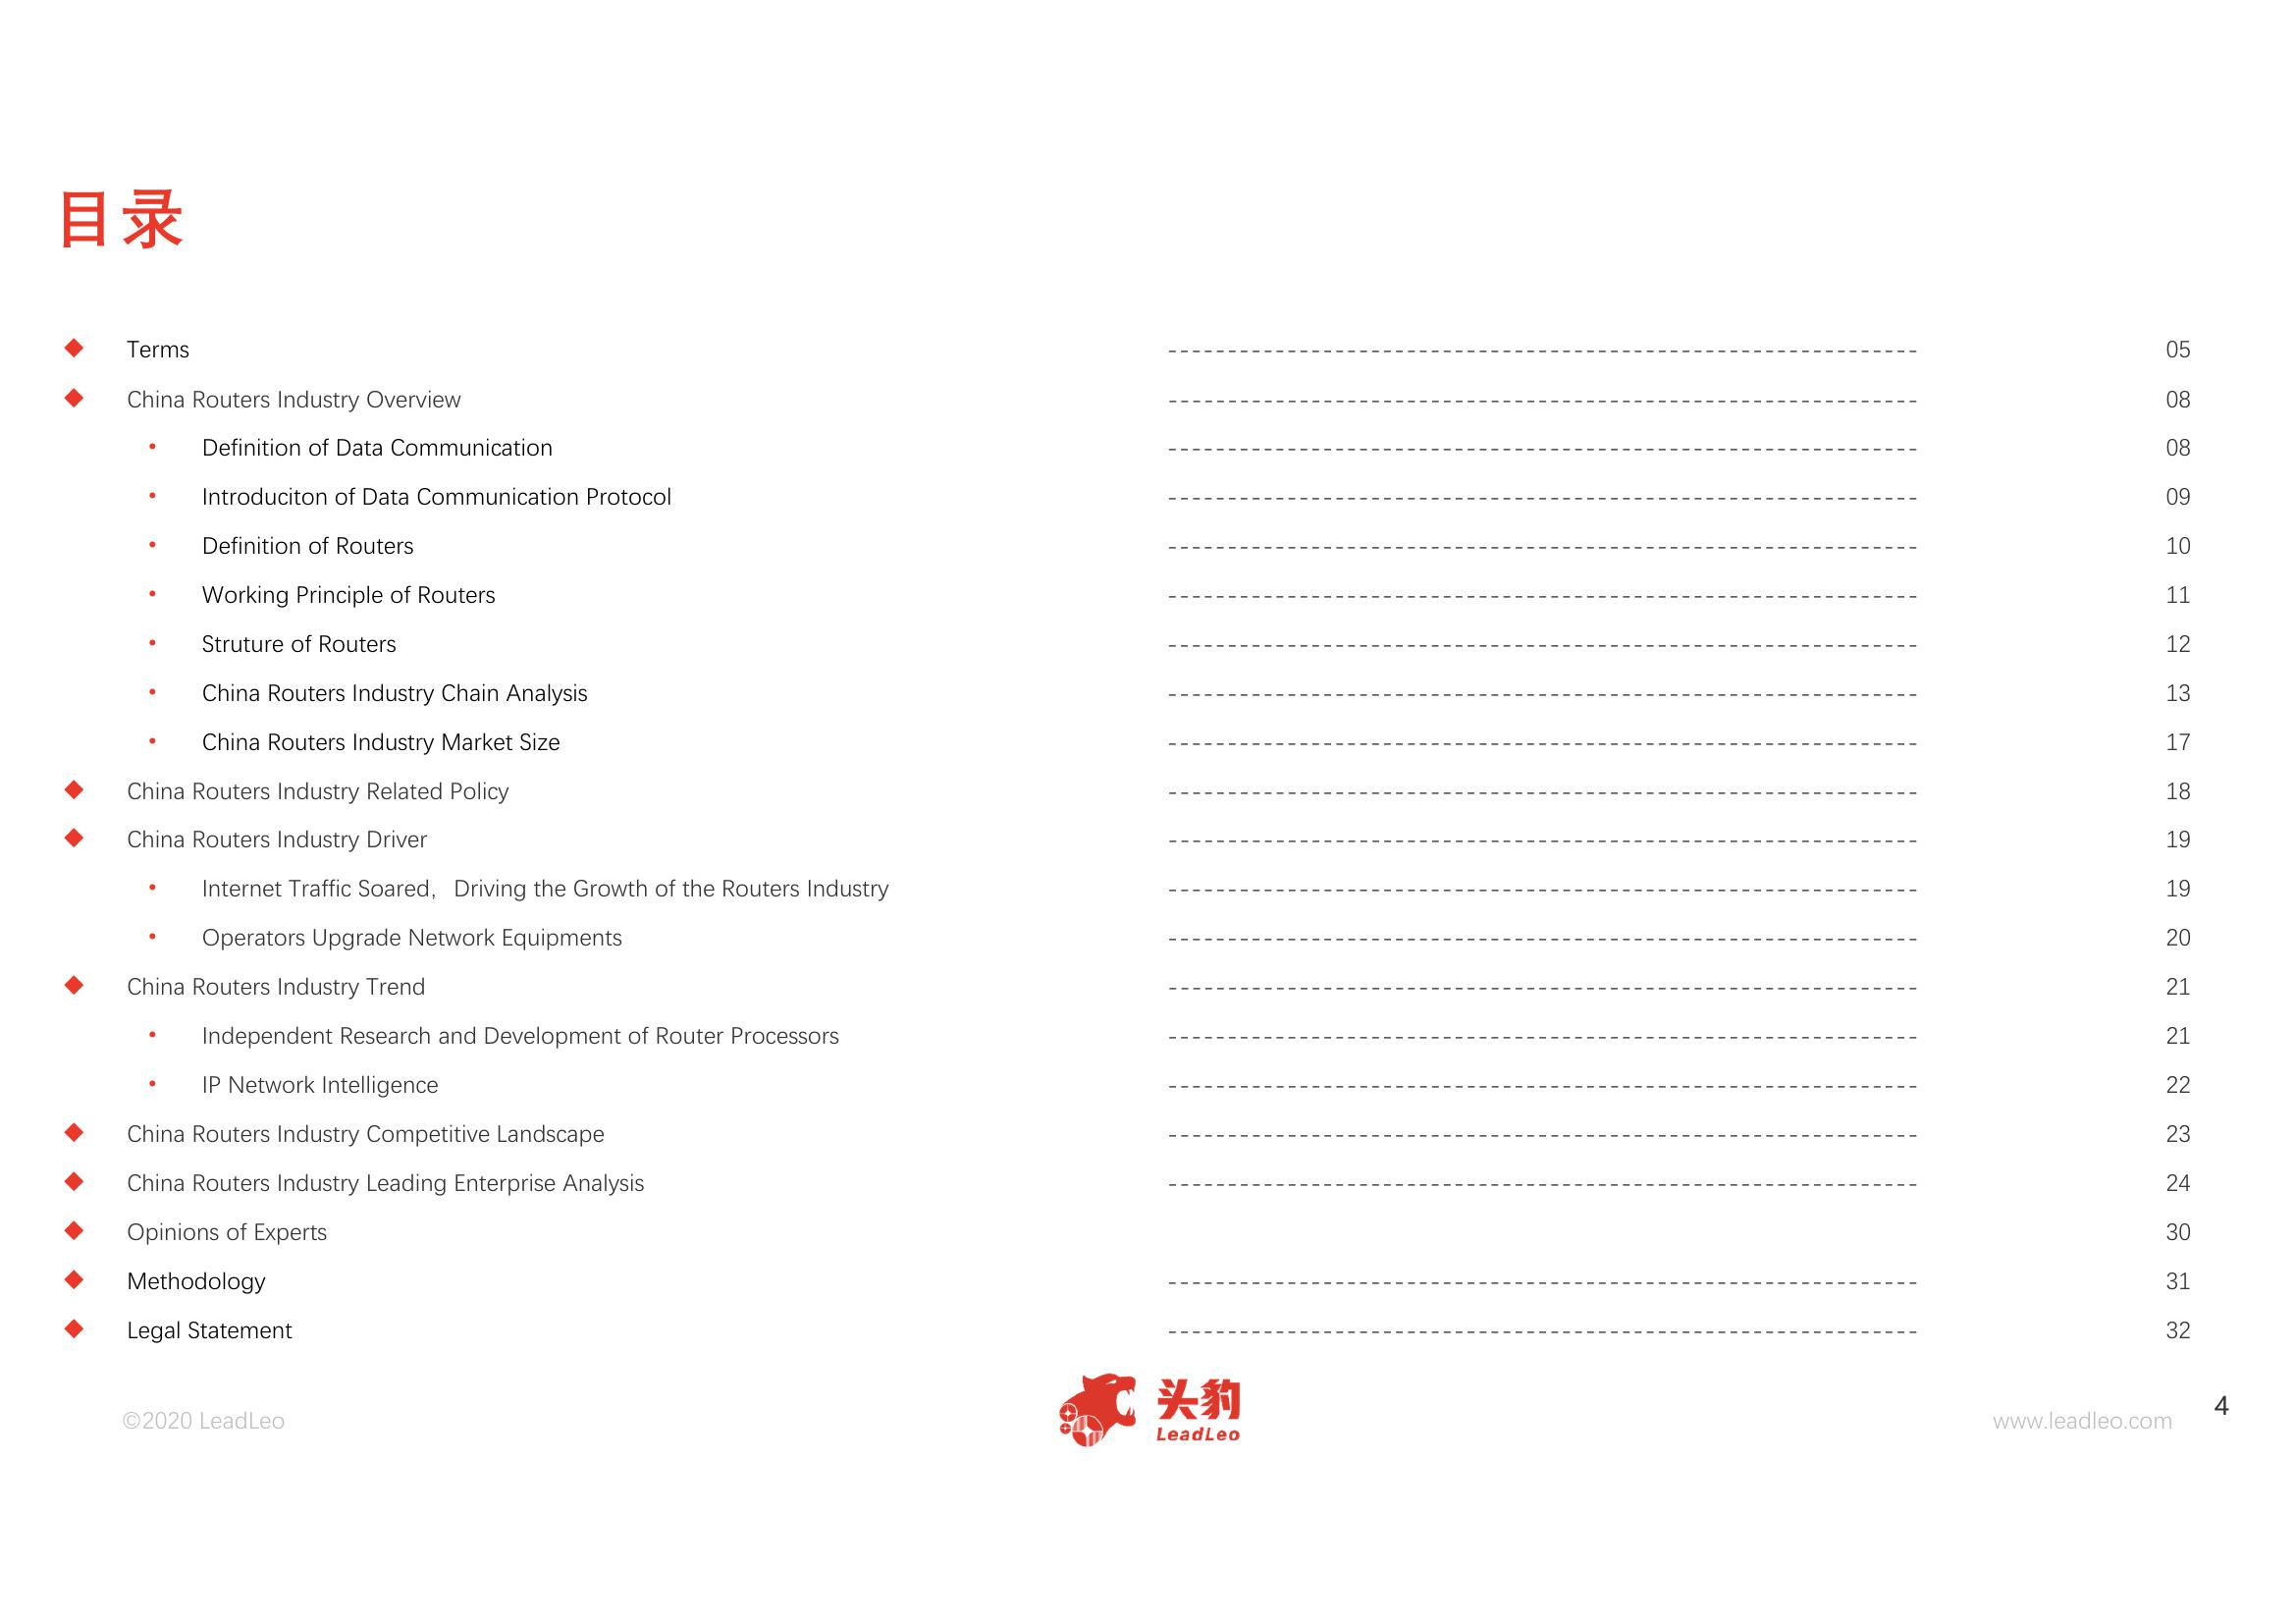 目录
◆ Terms ---------------------------------------------------------------- 05
◆ China Routers Industry Overview ---------------------------------------------------------------- 08
• Definition of Data Communication ---------------------------------------------------------------- 08
• Introduciton of Data Communication Protocol ---------------------------------------------------------------- 09
• Definition of Routers ---------------------------------------------------------------- 10
• Working Principle of Routers ---------------------------------------------------------------- 11
• Struture of Routers ---------------------------------------------------------------- 12
• China Routers Industry Chain Analysis ---------------------------------------------------------------- 13
• China Routers Industry Market Size ---------------------------------------------------------------- 17
◆ China Routers Industry Related Policy ---------------------------------------------------------------- 18
◆ China Routers Industry Driver ---------------------------------------------------------------- 19
• Internet Traffic Soared，Driving the Growth of the Routers Industry ---------------------------------------------------------------- 19
• Operators Upgrade Network Equipments ---------------------------------------------------------------- 20
◆ China Routers Industry Trend ---------------------------------------------------------------- 21
• Independent Research and Development of Router Processors ---------------------------------------------------------------- 21
• IP Network Intelligence ---------------------------------------------------------------- 22
◆ China Routers Industry Competitive Landscape ---------------------------------------------------------------- 23
◆ China Routers Industry Leading Enterprise Analysis ---------------------------------------------------------------- 24
◆ Opinions of Experts 30
◆ Methodology ---------------------------------------------------------------- 31
◆ Legal Statement ---------------------------------------------------------------- 32
©2020 LeadLeo
头豹
LeadLeo
www.leadleo.com
4